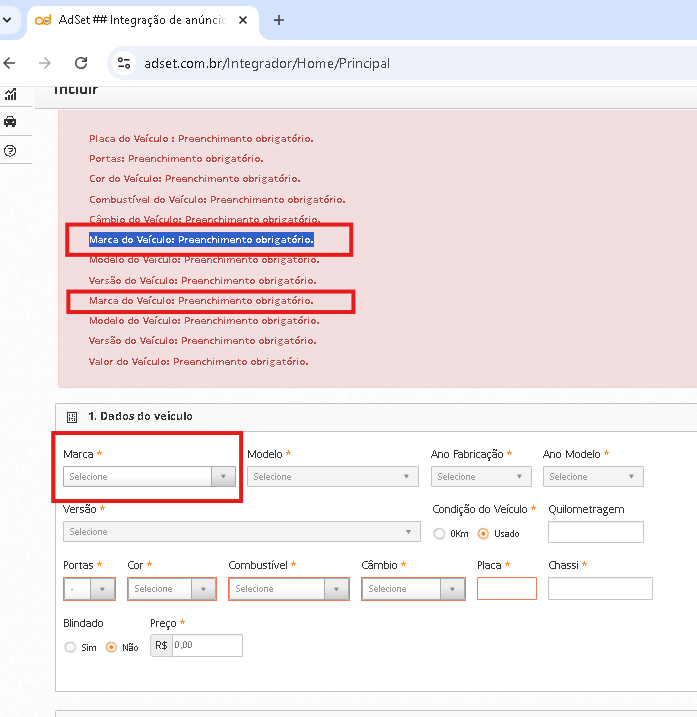 AdSet ## Integração de anúncio
adset.com.br/Integrador/Home/Principal
Incluir
Placa do Veículo : Preenchimento obrigatório.
Portas: Preenchimento obrigatório.
Cor do Veículo: Preenchimento obrigatório.
Combustível do Veículo: Preenchimento obrigatório.
Câmbio do Veículo: Preenchimento obrigatório.
Marca do Veículo: Preenchimento obrigatório.
Modelo do Veículo: Preenchimento obrigatório.
Versão do Veículo: Preenchimento obrigatório.
Marca do Veículo: Preenchimento obrigatório.
Modelo do Veículo: Preenchimento obrigatório.
Versão do Veículo: Preenchimento obrigatório.
Valor do Veículo: Preenchimento obrigatório.
1. Dados do veículo
Marca * Modelo * Ano Fabricação * Ano Modelo *
Selecione Selecione Selecione Selecione
Versão * Condição do Veículo * Quilometragem
Selecione 0Km Usado
Portas * Cor * Combustível * Câmbio * Placa * Chassi *
- Selecione Selecione Selecione
Blindado Preço *
Sim Não R$ 0,00